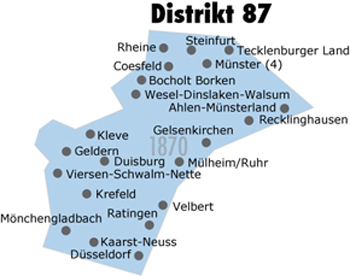 Distrikt 87
Steinfurt
Rheine
Tecklenburger Land
Coesfeld
Münster (4)
Bocholt Borken
Wesel-Dinslaken-Walsum
Ahlen-Münsterland
Recklinghausen
Kleve
Gelsenkirchen
1870
Geldern
Duisburg
Mülheim/Ruhr
Viersen-Schwalm-Nette
Krefeld
Velbert
Mönchengladbach
Ratingen
Kaarst-Neuss
Düsseldorf